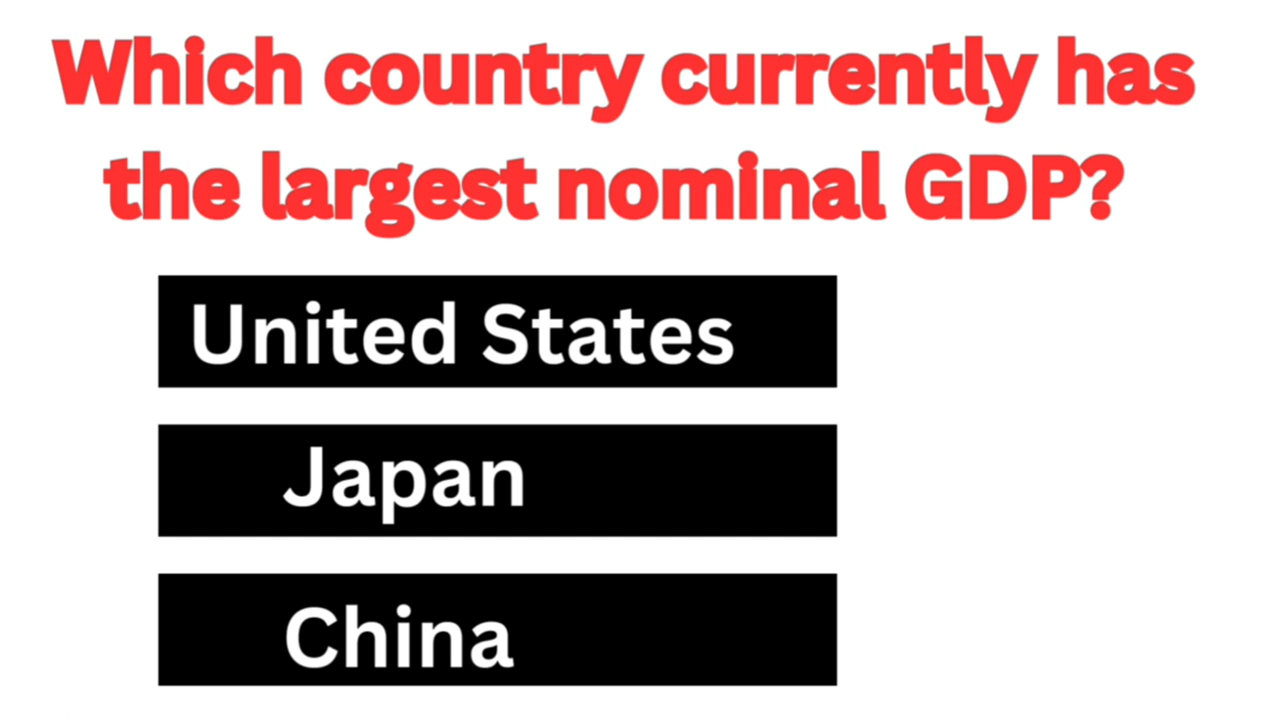 Which country currently has
the largest nominal GDP?
United States
Japan
China